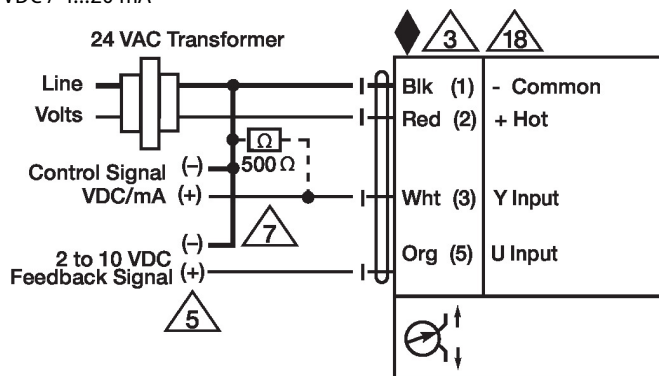 VDC / 4...20 mA
24 VAC Transformer
3
18
Line
Volts
Blk (1) - Common
Red (2) + Hot
Ω
500 Ω
Control Signal (-)
VDC/mA (+)
Wht (3) Y Input
7
(-)
2 to 10 VDC
Feedback Signal (+)
Org (5) U Input
5